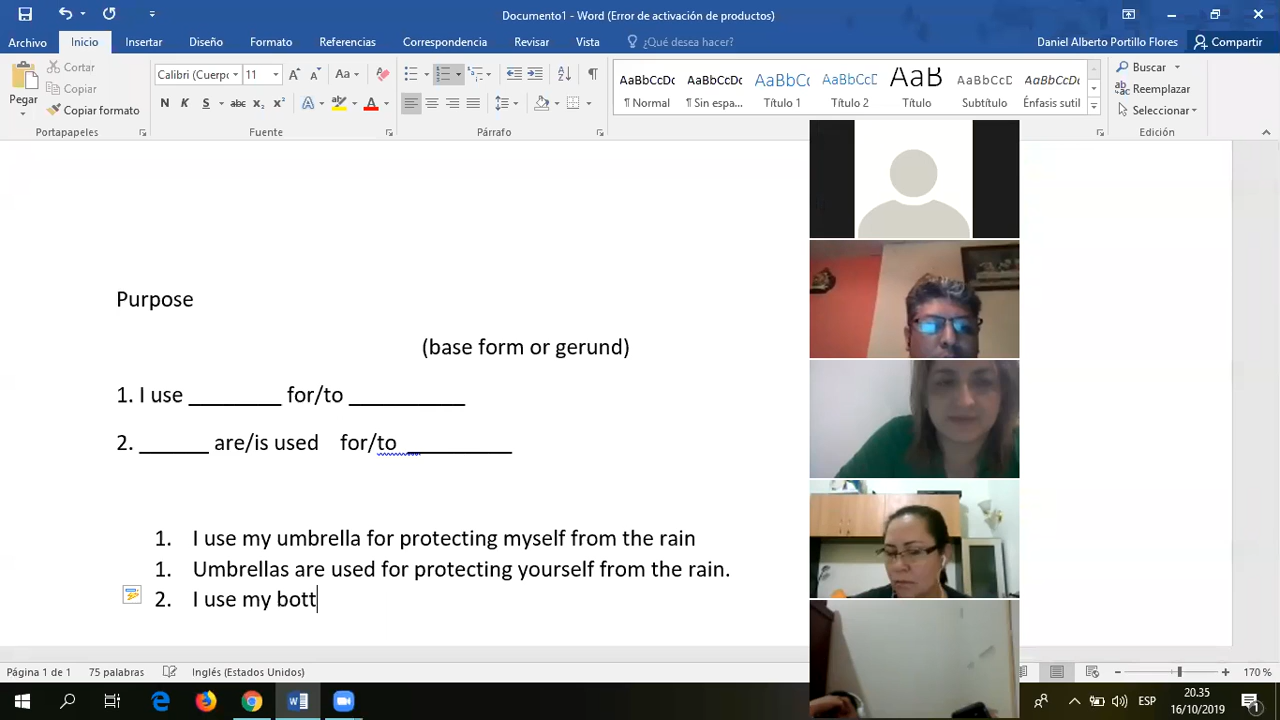 Documento1 - Word (Error de activación de productos)
Archivo Inicio Insertar Diseño Formato Referencias Correspondencia Revisar Vista ¿Qué desea hacer? Daniel Alberto Portillo Flores Compartir
Pegar Cortar Copiar Copiar formato
Calibri (Cuerpo 11 Aa
N K S abc x₂ x² A A
AaBbCcDc AaBbCcDc AaBbCc AaBbCcD AaB AaBbCcD AaBbCcDc
¶ Normal ¶ Sin espa... Título 1 Título 2 Título Subtítulo Énfasis sutil
Buscar Reemplazar Seleccionar
Portapapeles Fuente Párrafo Edición
Purpose
(base form or gerund)
1. I use ________ for/to __________
2. ______ are/is used for/to _________
1. I use my umbrella for protecting myself from the rain
1. Umbrellas are used for protecting yourself from the rain.
2. I use my bott
Página 1 de 1 75 palabras Inglés (Estados Unidos) 170 %
ESP 20.35
16/10/2019